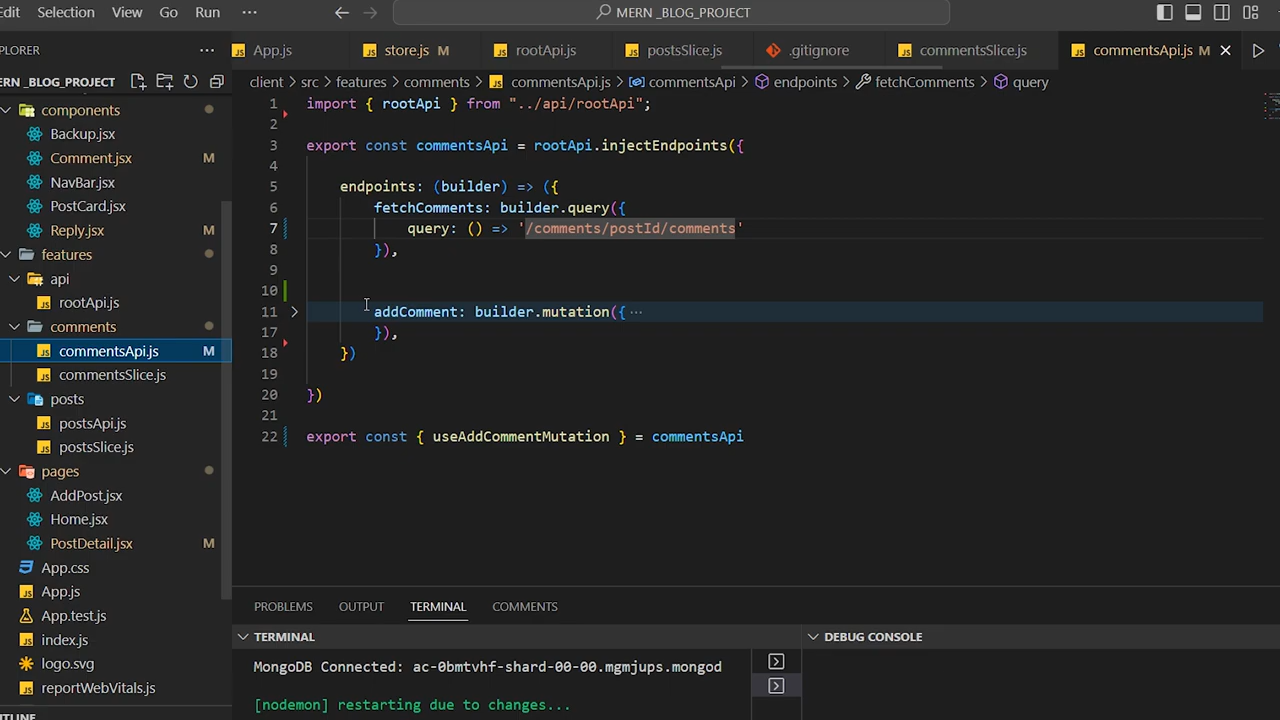 Edit Selection View Go Run ··· MERN _BLOG_PROJECT
PLORER ···
App.js store.js M rootApi.js postsSlice.js .gitignore commentsSlice.js commentsApi.js M
ERN _BLOG_PROJECT
client > src > features > comments > commentsApi.js > commentsApi > endpoints > fetchComments > query
components
Backup.jsx
Comment.jsx M
NavBar.jsx
PostCard.jsx
Reply.jsx M
features
api
rootApi.js
comments
commentsApi.js M
commentsSlice.js
posts
postsApi.js
postsSlice.js
pages
AddPost.jsx
Home.jsx
PostDetail.jsx M
App.css
App.js
App.test.js
index.js
logo.svg
reportWebVitals.js
UTLINE
1 import { rootApi } from "../api/rootApi";
2
3 export const commentsApi = rootApi.injectEndpoints({
4
5 endpoints: (builder) => ({
6 fetchComments: builder.query({
7 query: () => '/comments/postId/comments'
8 }),
9
10
11 addComment: builder.mutation({ ···
17 }),
18 })
19
20 })
21
22 export const { useAddCommentMutation } = commentsApi
PROBLEMS OUTPUT TERMINAL COMMENTS
TERMINAL
MongoDB Connected: ac-0bmtvhf-shard-00-00.mgmjups.mongod
[nodemon] restarting due to changes...
DEBUG CONSOLE